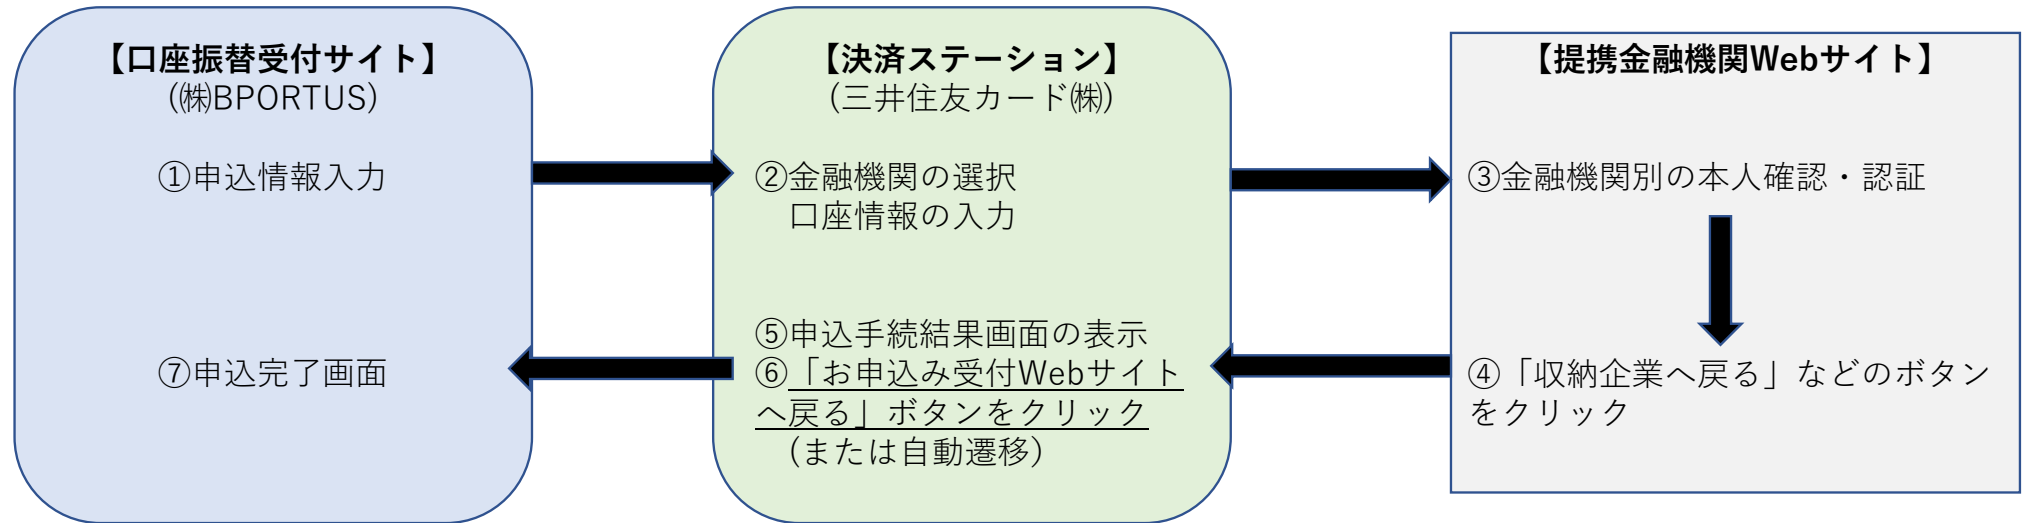 【口座振替受付サイト】
(㈱BPORTUS)
①申込情報入力
⑦申込完了画面
【決済ステーション】
(三井住友カード㈱)
②金融機関の選択
口座情報の入力
⑤申込手続結果画面の表示
⑥「お申込み受付Webサイト
へ戻る」ボタンをクリック
(または自動遷移)
【提携金融機関Webサイト】
③金融機関別の本人確認・認証
④「収納企業へ戻る」などのボタン
をクリック